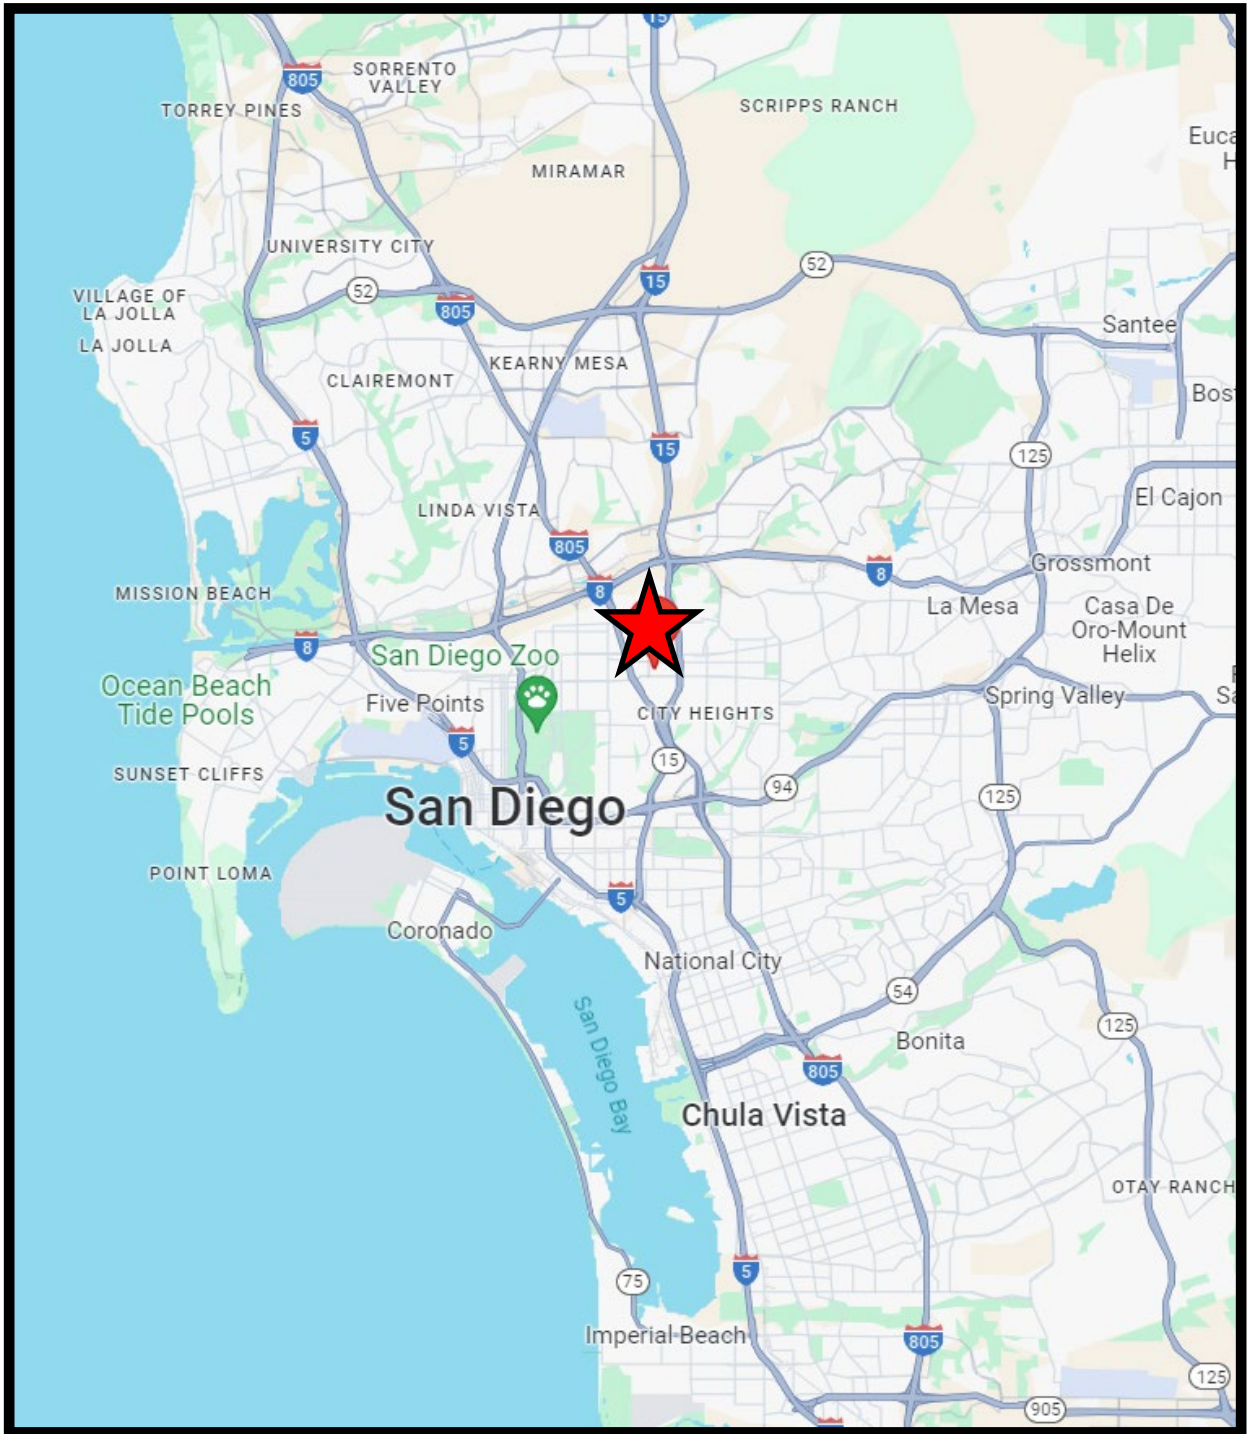 15
805
SORRENTO
VALLEY
TORREY PINES
SCRIPPS RANCH
Euca
H
MIRAMAR
UNIVERSITY CITY
52
15
52
VILLAGE OF
LA JOLLA
805
Santee
LA JOLLA
KEARNY MESA
CLAIREMONT
Bost
5
15
125
El Cajon
LINDA VISTA
805
8
Grossmont
8
MISSION BEACH
La Mesa
Casa De
Oro-Mount
Helix
8
San Diego Zoo
Ocean Beach
Tide Pools
Five Points
Spring Valley
Sa
CITY HEIGHTS
5
15
SUNSET CLIFFS
94
125
San Diego
POINT LOMA
5
Coronado
National City
54
San Diego Bay
125
Bonita
805
Chula Vista
OTAY RANCH
5
75
Imperial Beach
805
125
905